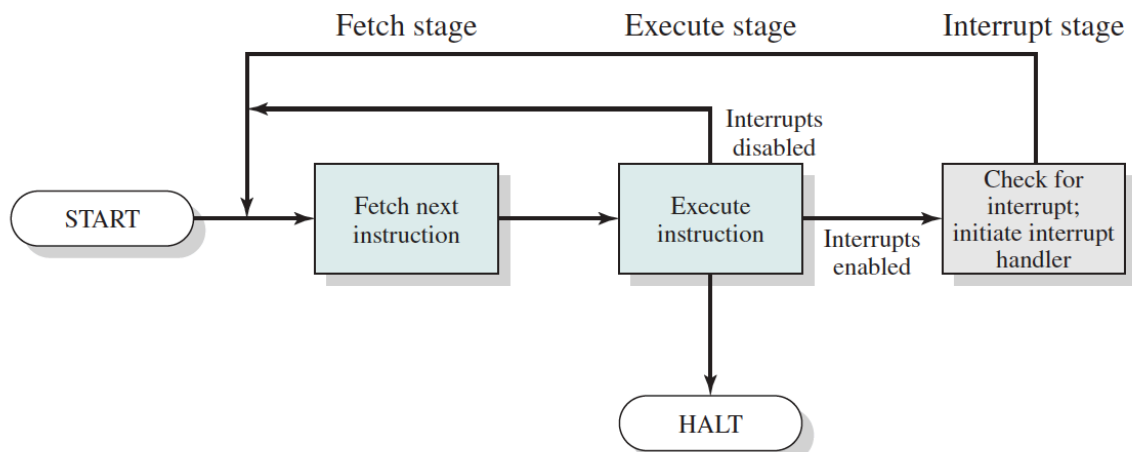 Fetch stage
Execute stage
Interrupt stage
Interrupts
disabled
START
Fetch next
instruction
Execute
instruction
Interrupts
enabled
Check for
interrupt;
initiate interrupt
handler
HALT